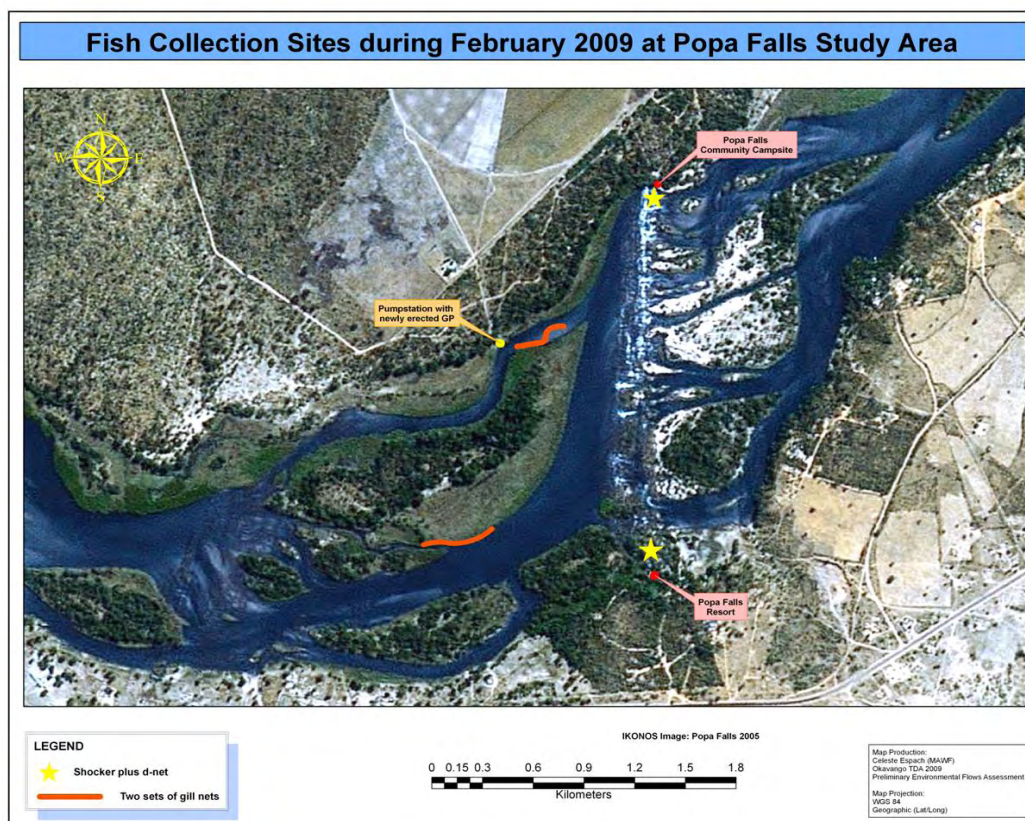 Fish Collection Sites during February 2009 at Popa Falls Study Area
N
W E
S
Popa Falls
Community Campsite
Pumpstation with
newly erected GP
Popa Falls
Resort
IKONOS Image: Popa Falls 2005
LEGEND
Shocker plus d-net
Two sets of gill nets
0 0.15 0.3 0.6 0.9 1.2 1.5 1.8
Kilometers
Map Production:
Celeste Espach (MAWF)
Okavango TDA 2009
Preliminary Environmental Flows Assessment
Map Projection:
WGS 84
Geographic (Lat/Long)